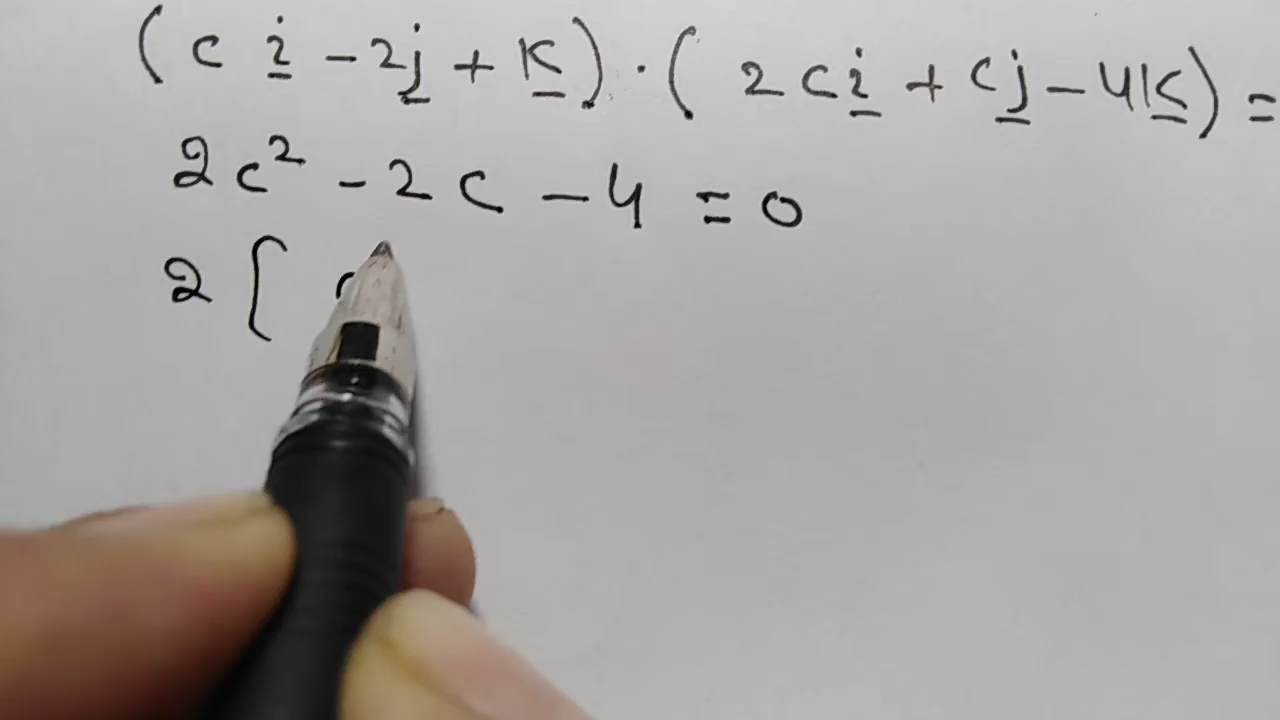 (c i - 2j + k) · (2ci + cj - 4k) =
2c² - 2c - 4 = 0
2 [